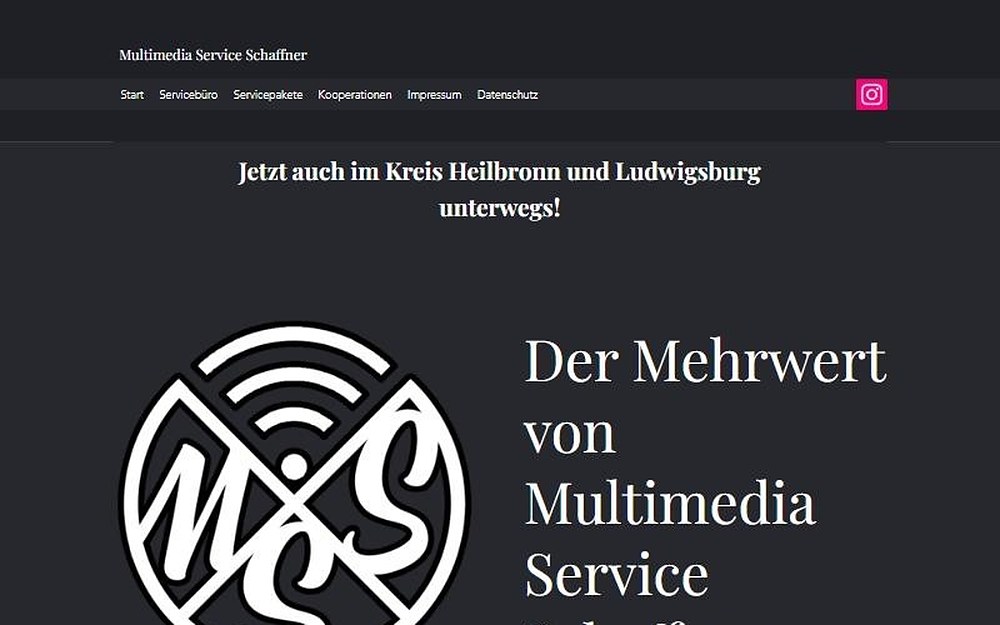 Multimedia Service Schaffner
Start Servicebüro Servicepakete Kooperationen Impressum Datenschutz
Jetzt auch im Kreis Heilbronn und Ludwigsburg
unterwegs!
Der Mehrwert
von
Multimedia
Service
MSS